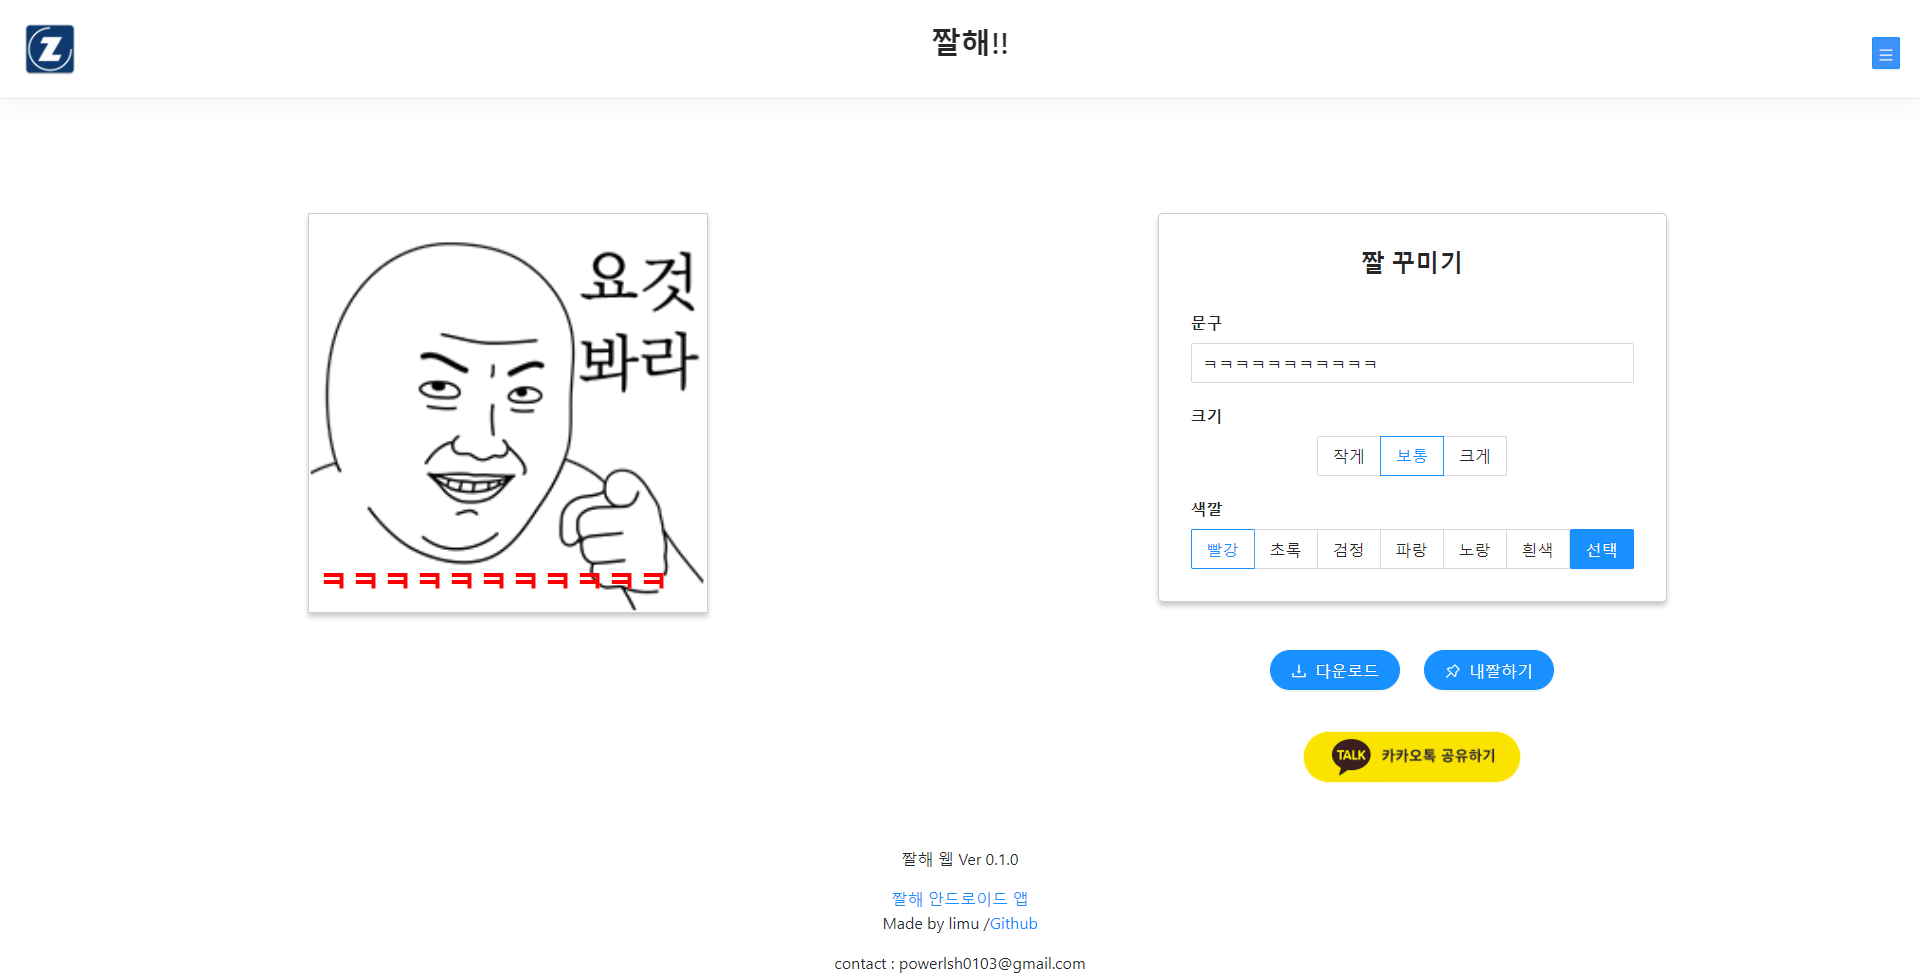 Z
짤해!!
요것
봐라
ㅋㅋㅋㅋㅋㅋㅋㅋㅋㅋㅋ
짤 꾸미기
문구
ㅋㅋㅋㅋㅋㅋㅋㅋㅋㅋㅋ
크기
작게 보통 크게
색깔
빨강 초록 검정 파랑 노랑 흰색 선택
다운로드 내짤하기
TALK 카카오톡 공유하기
짤해 웹 Ver 0.1.0
짤해 안드로이드 앱
Made by limu /Github
contact : powerlsh0103@gmail.com